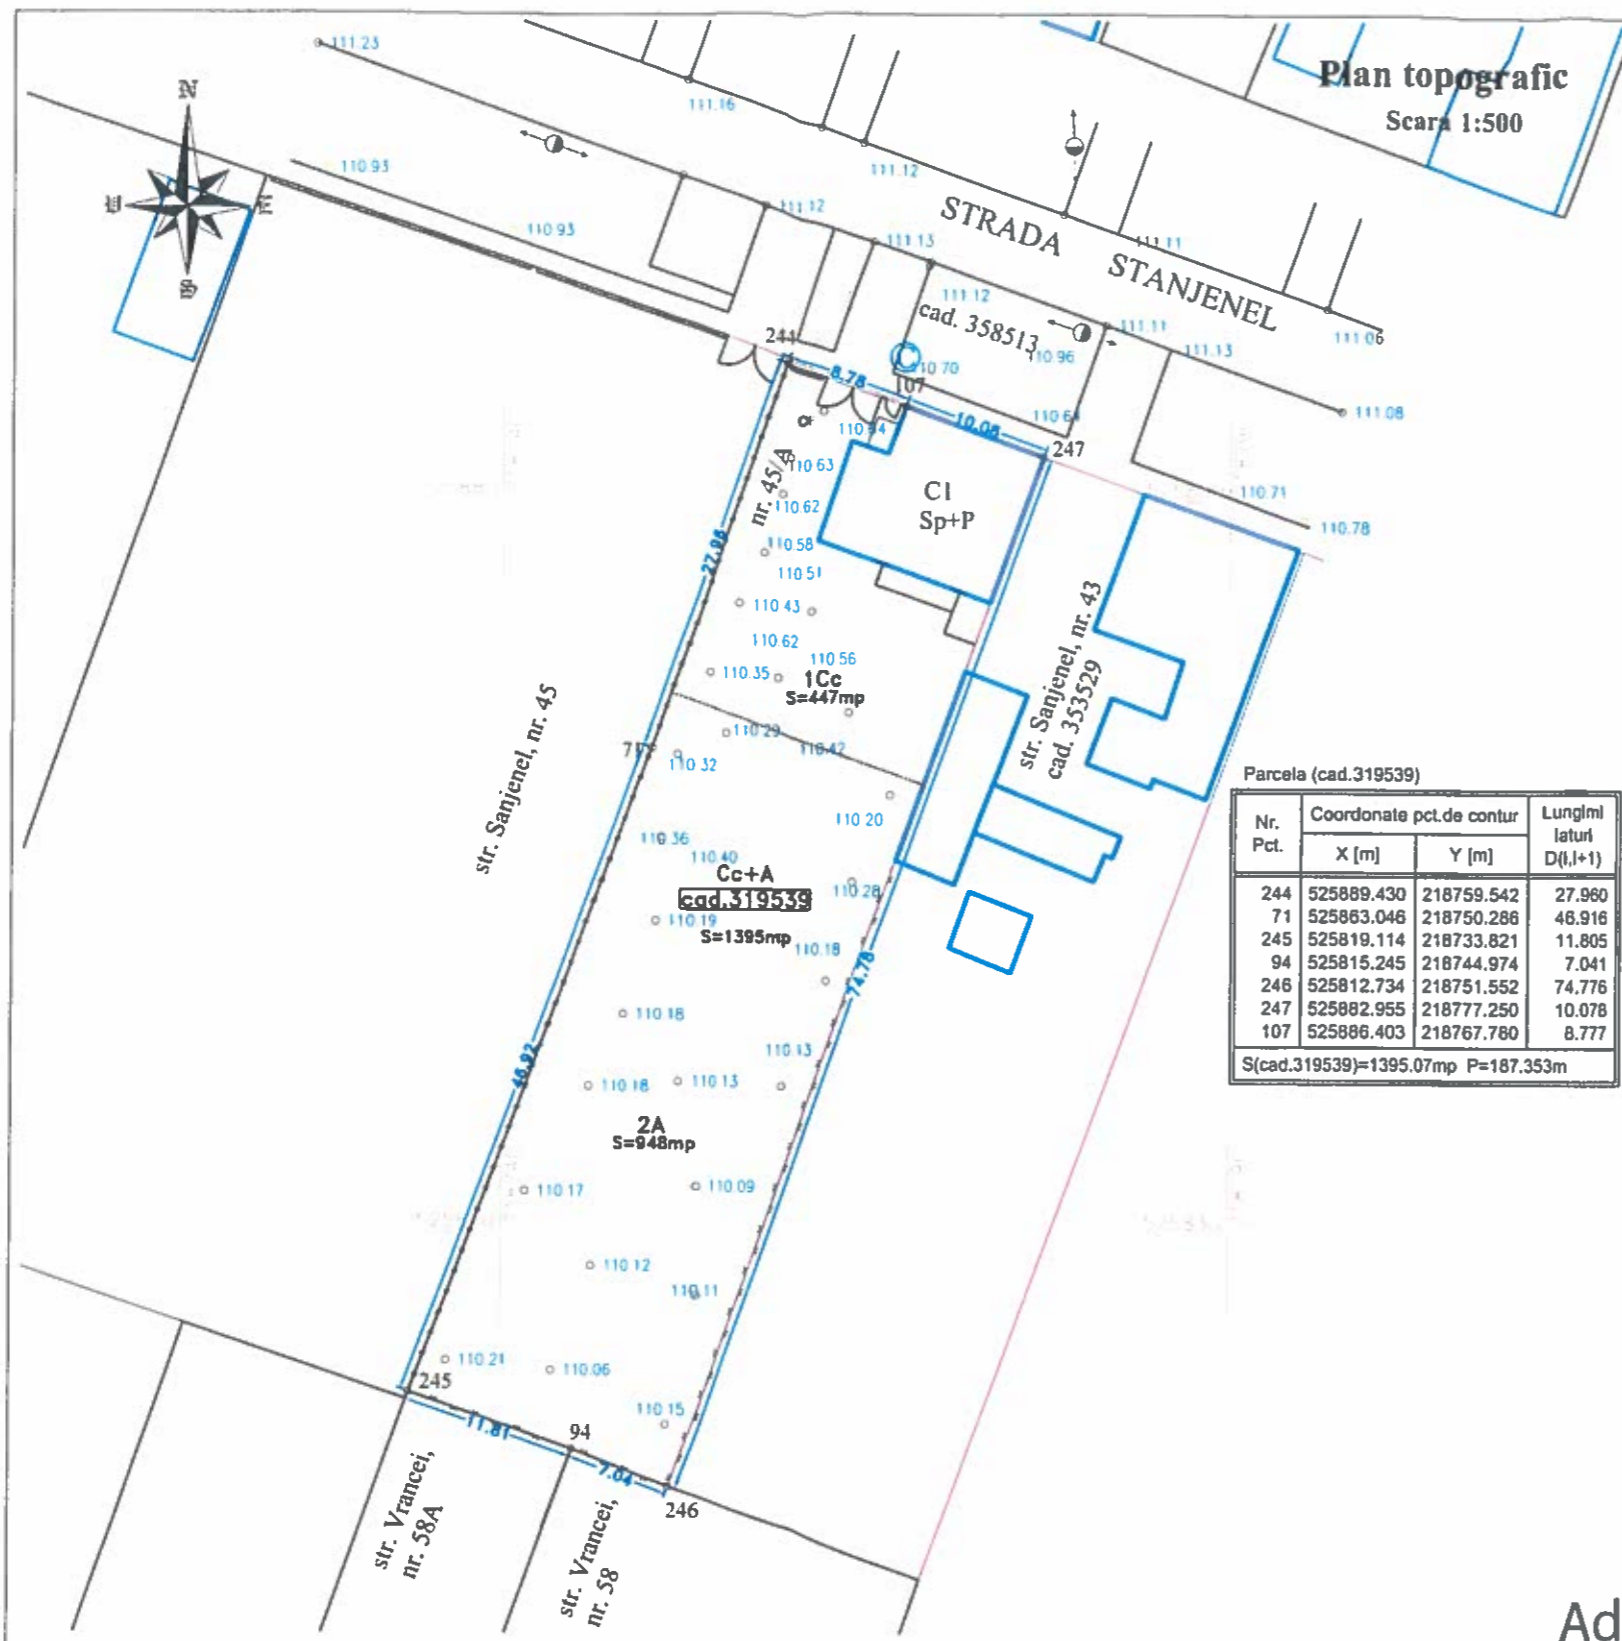 Plan topografic
Scara 1:500
N
E
S
111.23
111.16
110.93
110.93
111.12
111.12
111.13
STRADA STANJENEL
111.11
111.12
cad. 358513
111.11
111.13
111.06
110.96
110.70
110.61
111.08
110.71
110.78
244
8.78
107
10.08
247
110.63
110.62
nr. 45/A
110.58
110.51
110.43
110.62
110.56
110.35
C1
Sp+P
27.96
1Cc
S=447mp
110.29
110.42
71
110.32
str. Sanjenel, nr. 45
str. Sanjenel, nr. 43
cad. 353529
110.20
110.36
110.40
Cc+A
cad.319539
S=1395mp
110.28
110.19
110.18
74.78
110.18
110.13
46.92
110.18
110.13
2A
S=948mp
110.17
110.09
110.12
110.11
110.21
110.06
110.15
245
11.81
94
7.04
246
str. Vrancei,
nr. 58A
str. Vrancei,
nr. 58
Parcela (cad.319539)
Nr. Pct. Coordonate pct.de contur Lungimi laturi D(i,i+1)
X [m] Y [m]
244 525889.430 218759.542 27.960
71 525863.046 218750.286 46.916
245 525819.114 218733.821 11.805
94 525815.245 218744.974 7.041
246 525812.734 218751.552 74.776
247 525882.955 218777.250 10.078
107 525886.403 218767.780 8.777
S(cad.319539)=1395.07mp P=187.353m
Ad